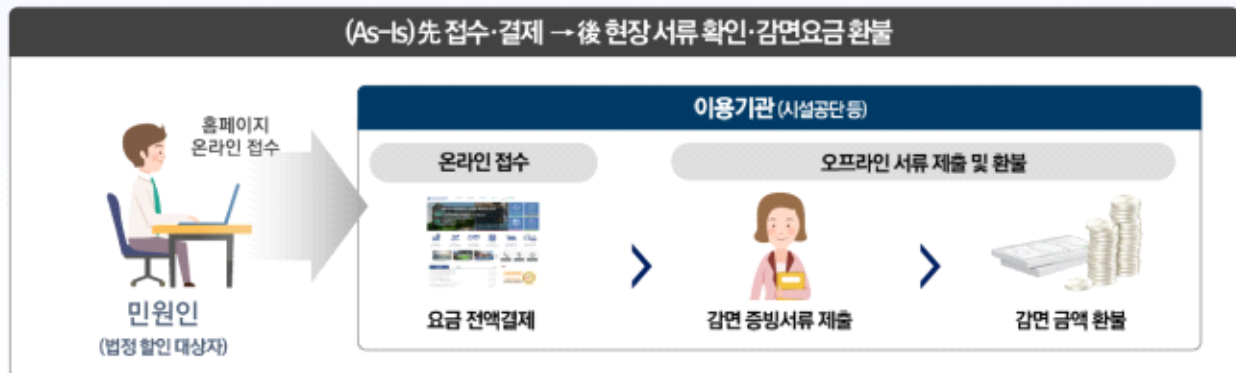 (As-Is) 先 접수·결제 → 後 현장 서류 확인·감면요금 환불
홈페이지
온라인 접수
민원인
(법정 할인 대상자)
이용기관 (시설공단 등)
온라인 접수
오프라인 서류 제출 및 환불
요금 전액결제
감면 증빙서류 제출
감면 금액 환불